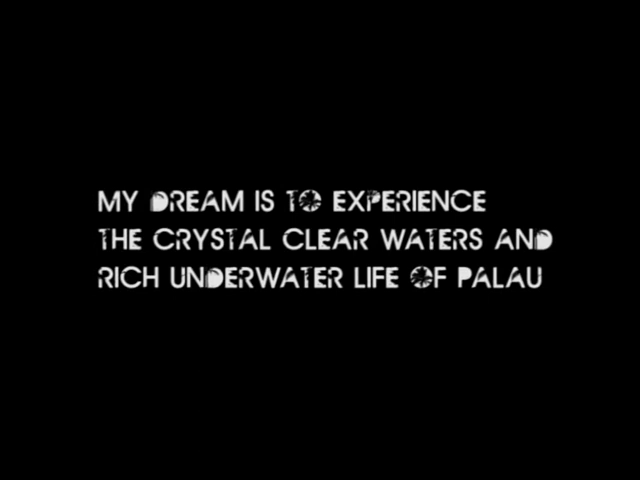 MY DREAM IS TO EXPERIENCE
THE CRYSTAL CLEAR WATERS AND
RICH UNDERWATER LIFE OF PALAU